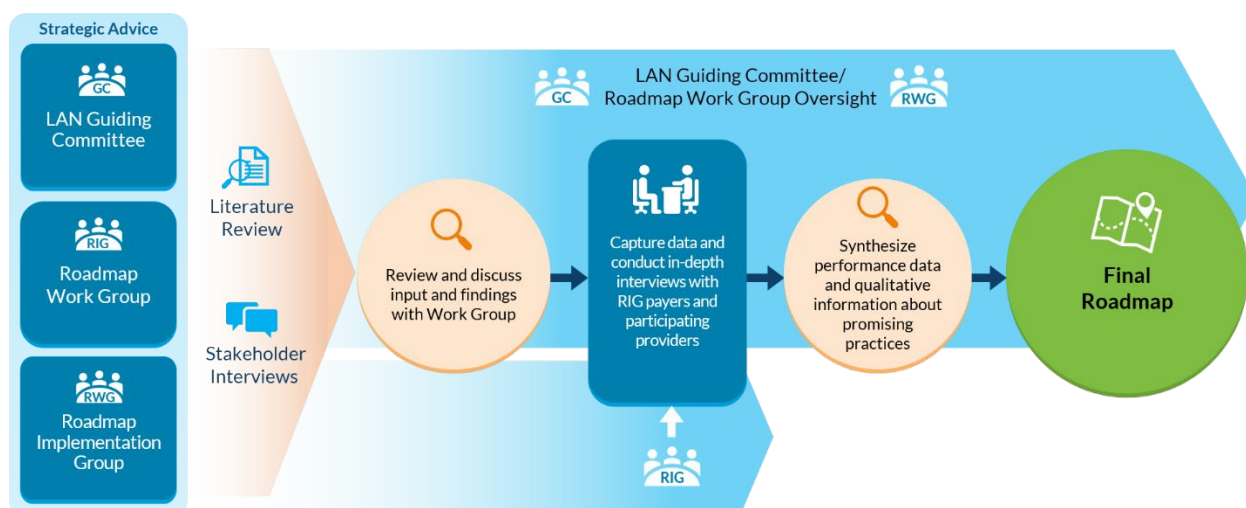 Strategic Advice
GC
LAN Guiding
Committee
RIG
Roadmap
Work Group
RWG
Roadmap
Implementation
Group
Literature
Review
Stakeholder
Interviews
GC
LAN Guiding Committee/
Roadmap Work Group Oversight
RWG
Review and discuss
input and findings
with Work Group
Capture data and
conduct in-depth
interviews with
RIG payers and
participating
providers
RIG
Synthesize
performance data
and qualitative
information about
promising
practices
Final
Roadmap